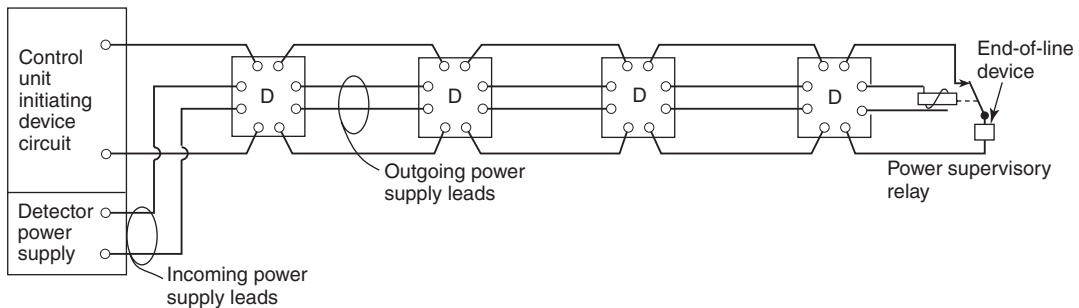 Control
unit
initiating
device
circuit
Detector
power
supply
D
D
D
D
Outgoing power
supply leads
Incoming power
supply leads
End-of-line
device
Power supervisory
relay